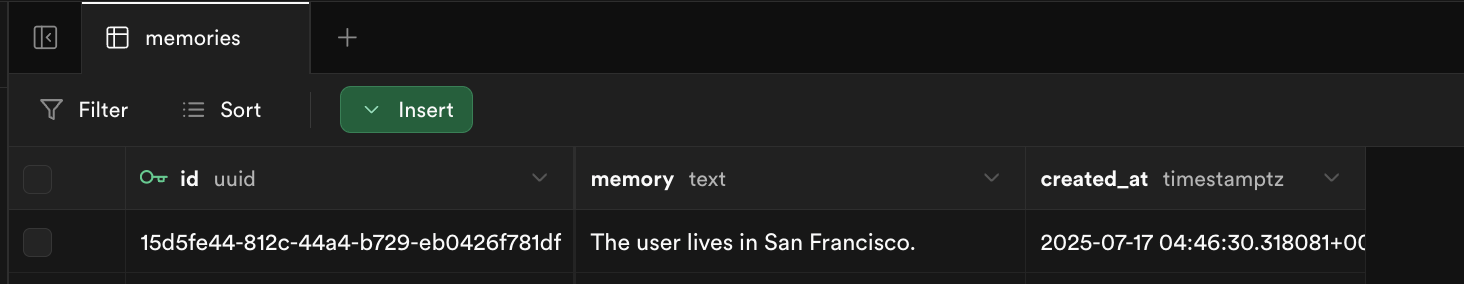 memories
Filter Sort Insert
id uuid memory text created_at timestamptz
15d5fe44-812c-44a4-b729-eb0426f781df The user lives in San Francisco. 2025-07-17 04:46:30.318081+00